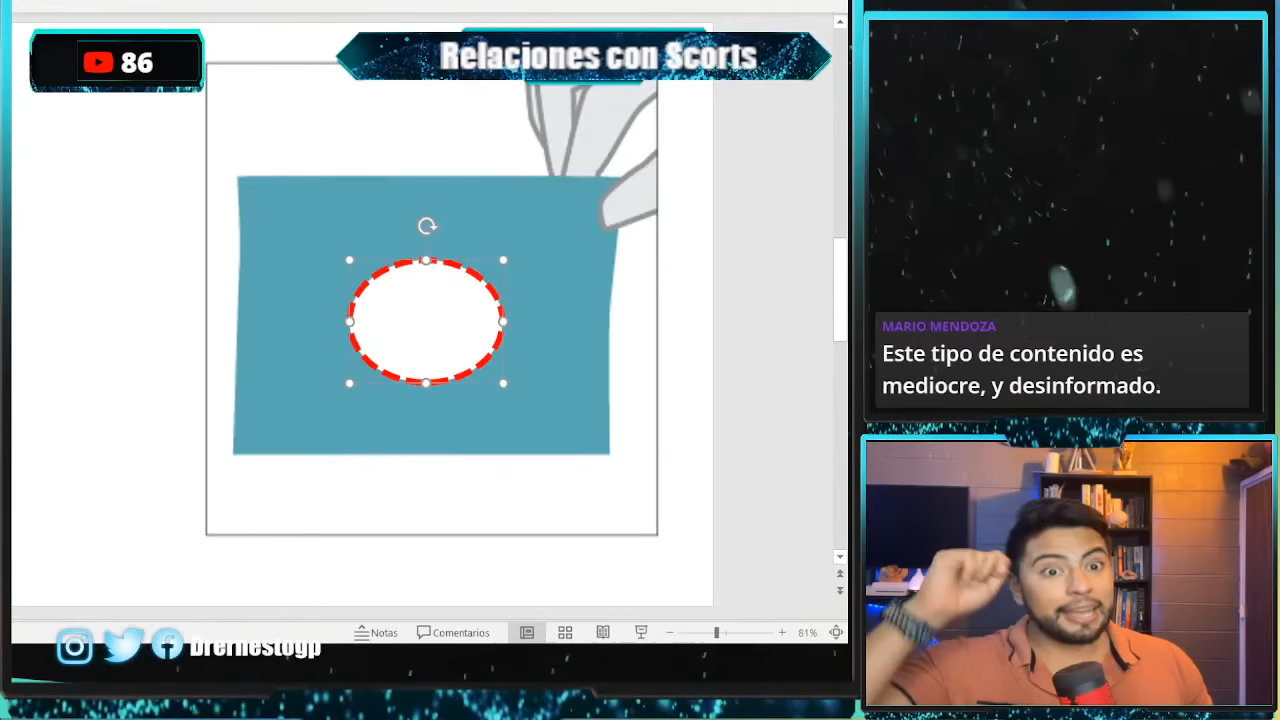 86
Relaciones con Scorts
MARIO MENDOZA
Este tipo de contenido es
mediocre, y desinformado.
Notas
Comentarios
81%
Drernestogp